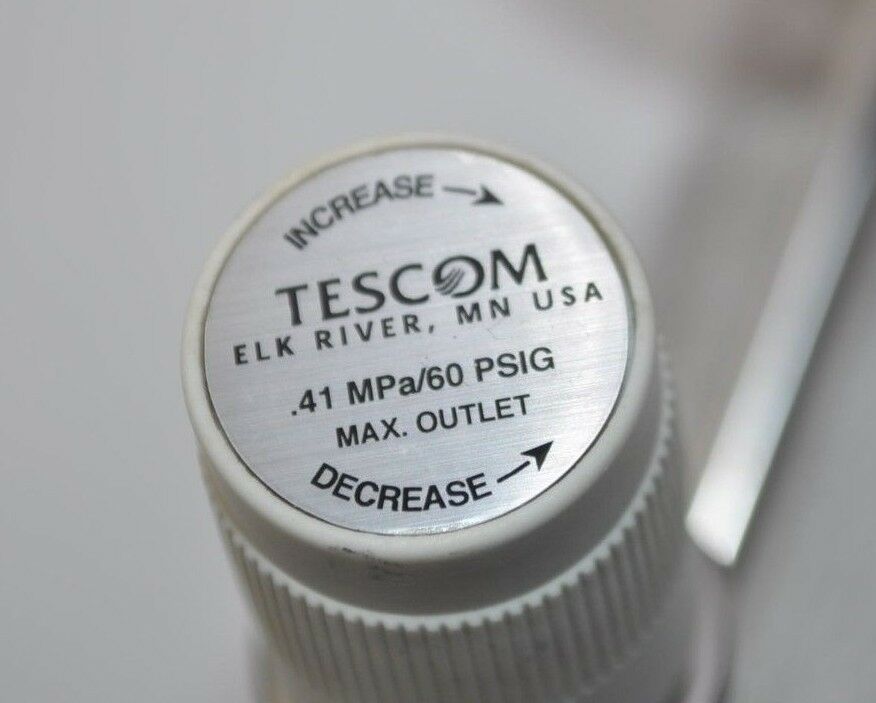 INCREASE
TESCOM
ELK RIVER, MN USA
.41 MPa/60 PSIG
MAX. OUTLET
DECREASE